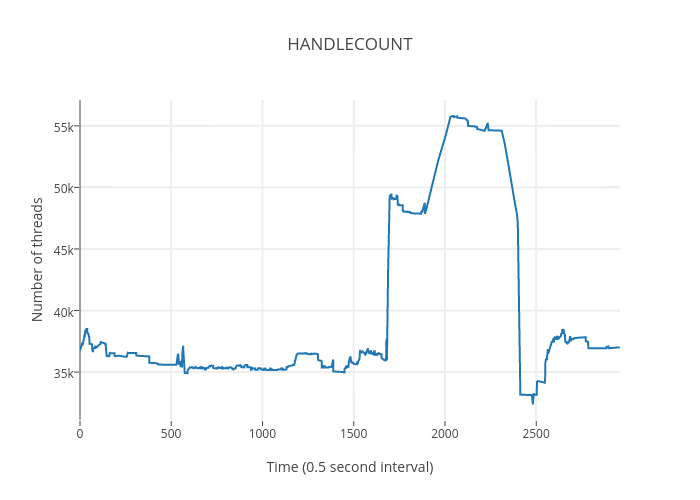 HANDLECOUNT
55k
50k
45k
40k
35k
Number of threads
0 500 1000 1500 2000 2500
Time (0.5 second interval)